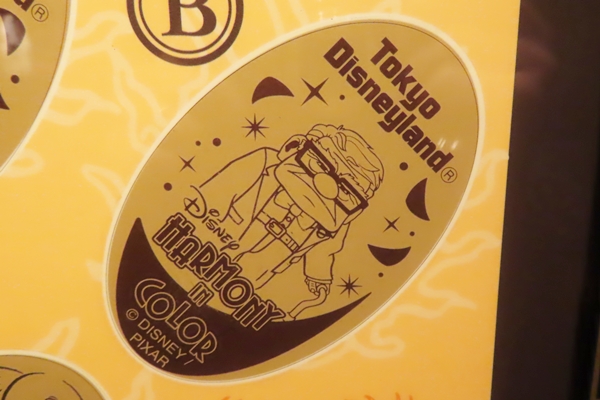 B
Tokyo
Disneyland®
Disney
HARMONY
IN
COLOR
© DISNEY/
PIXAR